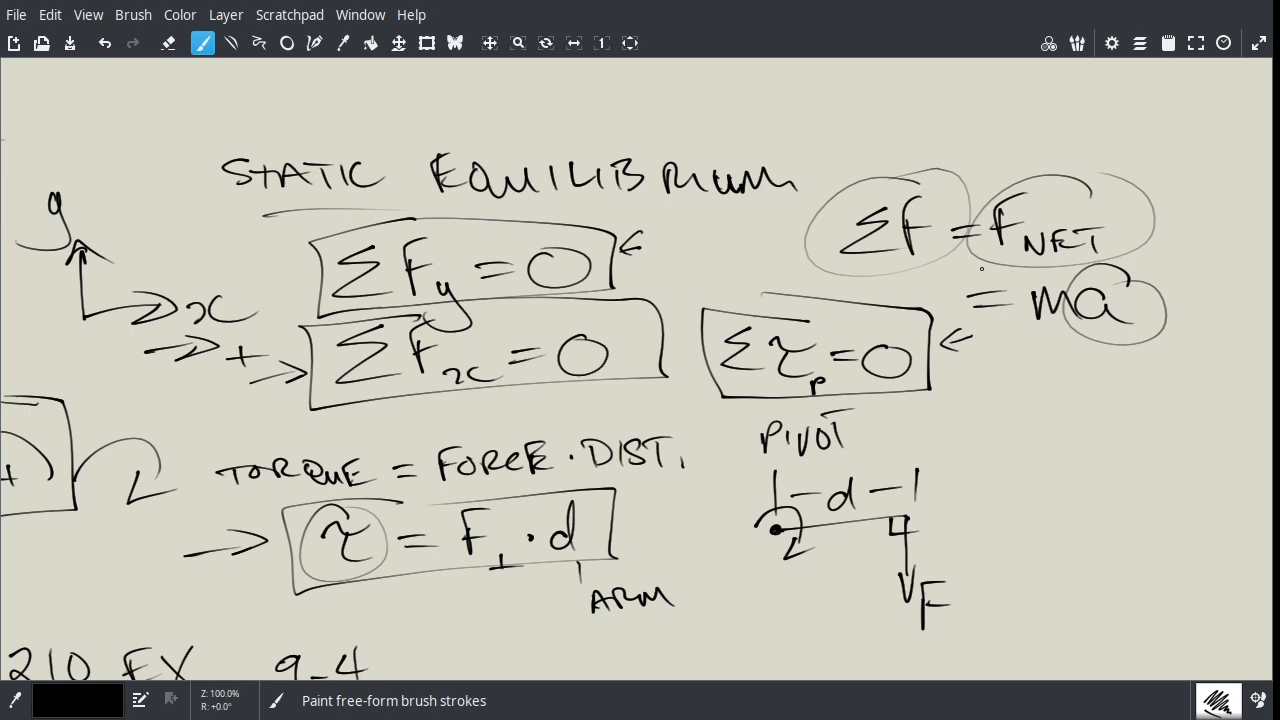 File Edit View Brush Color Layer Scratchpad Window Help
STATIC EQUILIBRIUM
y
x
+
ΣFy = 0
ΣFx = 0
ΣF = FNET
= ma
Στp = 0
PIVOT
TORQUE = FORCE · DIST.
τ = F⊥ · d
ARM
d
F
+
210 EX 9-4
Z: 100.0%
R: +0.0°
Paint free-form brush strokes